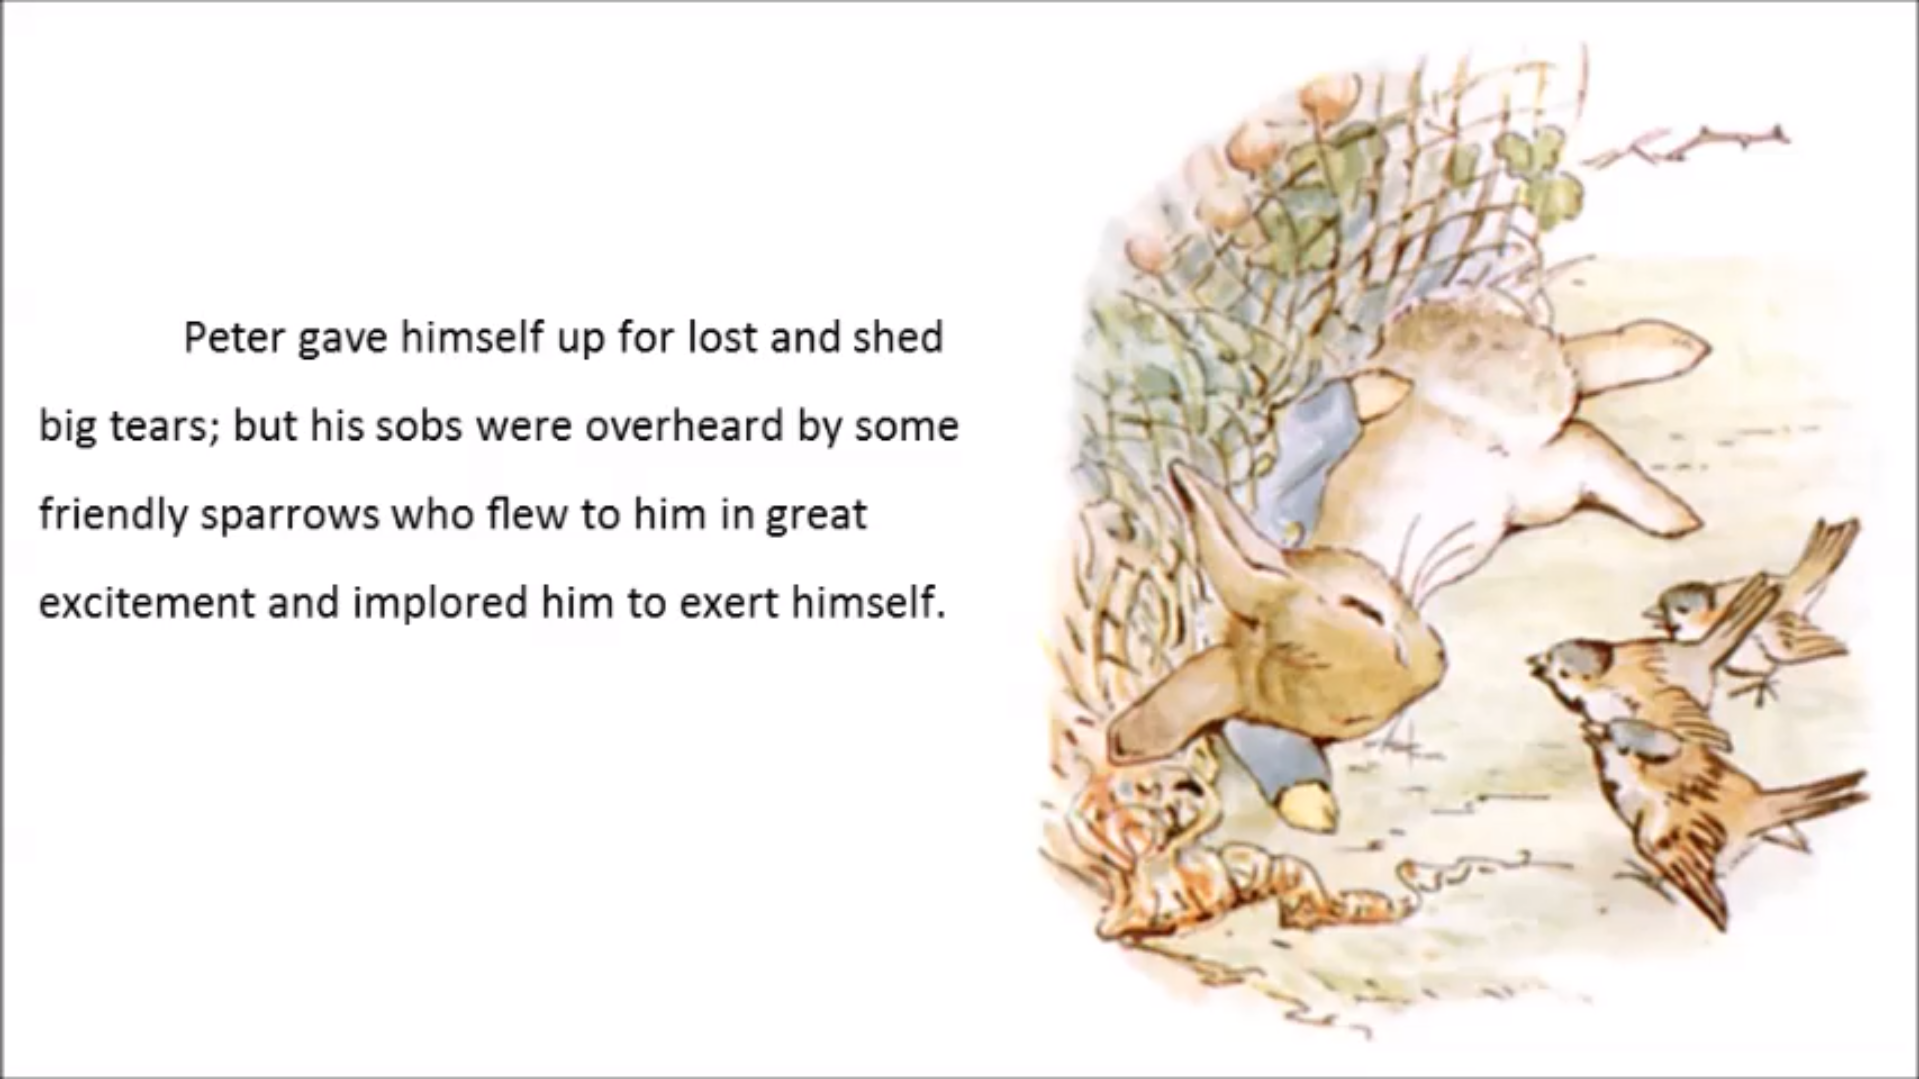 Peter gave himself up for lost and shed
big tears; but his sobs were overheard by some
friendly sparrows who flew to him in great
excitement and implored him to exert himself.